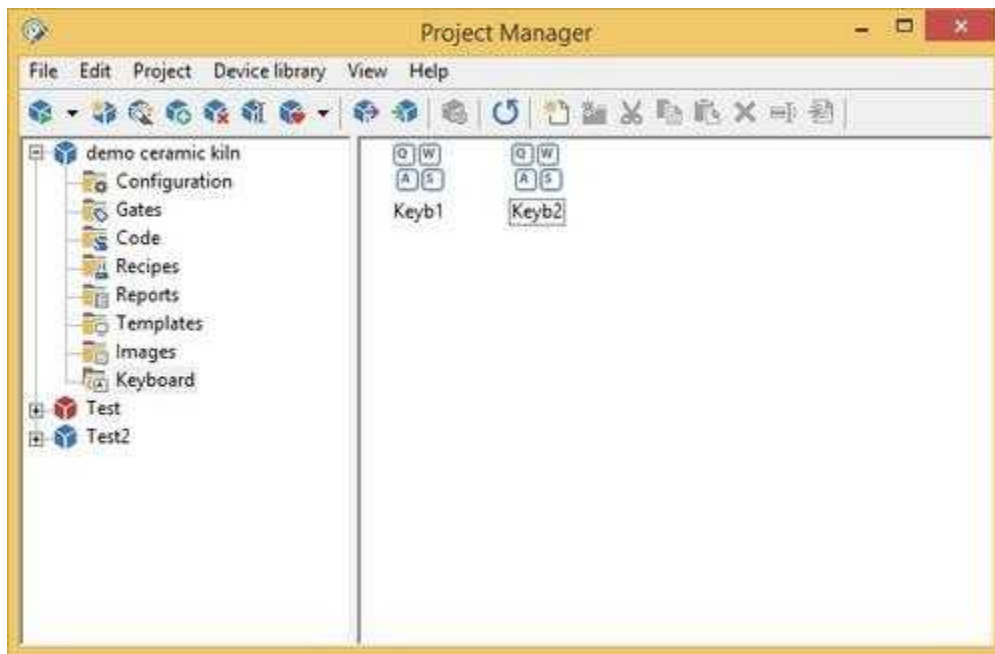 Project Manager
File Edit Project Device library View Help
demo ceramic kiln
Configuration
Gates
Code
Recipes
Reports
Templates
Images
Keyboard
Test
Test2
Q W
A S
Keyb1
Q W
A S
Keyb2